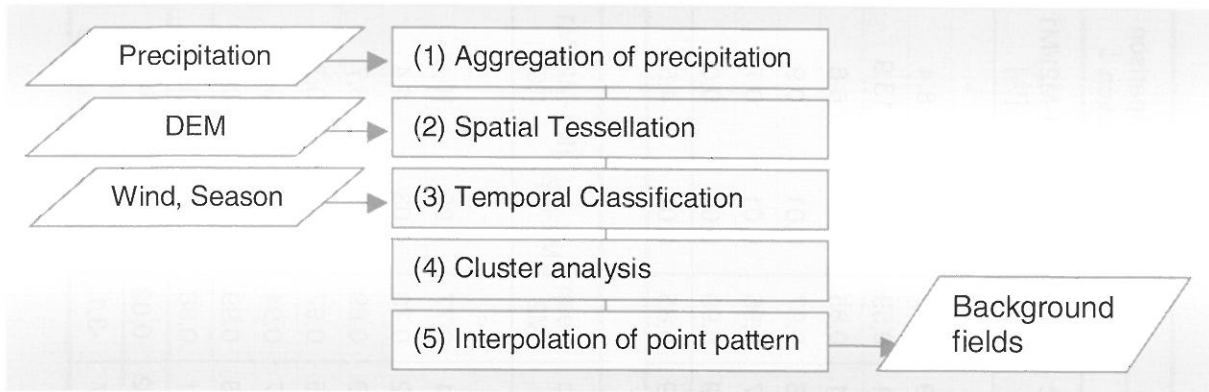 Precipitation
(1) Aggregation of precipitation
DEM
(2) Spatial Tessellation
Wind, Season
(3) Temporal Classification
(4) Cluster analysis
(5) Interpolation of point pattern
Background
fields